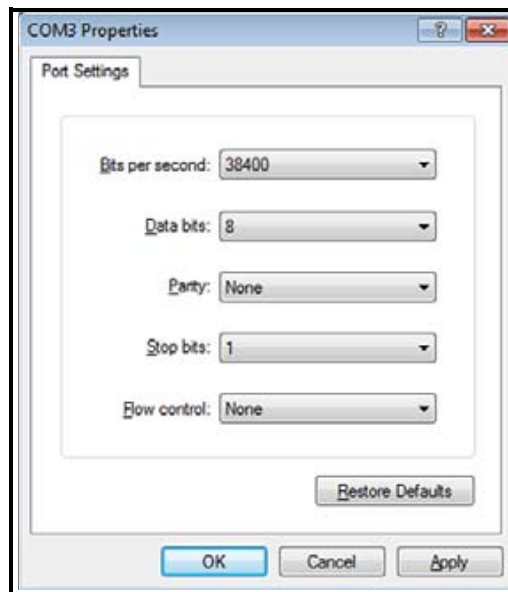 COM3 Properties
?
Port Settings
Bits per second: 38400
Data bits: 8
Parity: None
Stop bits: 1
Flow control: None
Restore Defaults
OK Cancel Apply